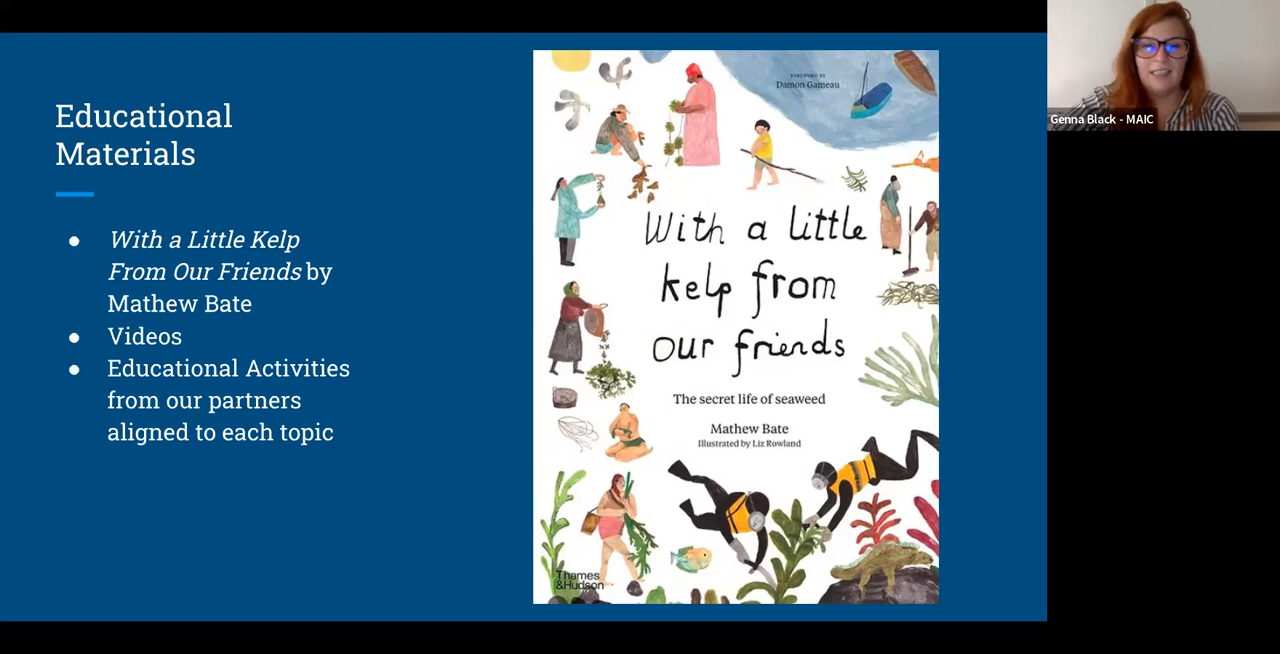 Educational
Materials
With a Little Kelp
From Our Friends by
Mathew Bate
Videos
Educational Activities
from our partners
aligned to each topic
FOREWORD BY
Damon Gameau
With a little
kelp from
our friends
The secret life of seaweed
Mathew Bate
Illustrated by Liz Rowland
Thames
&Hudson
Genna Black - MAIC